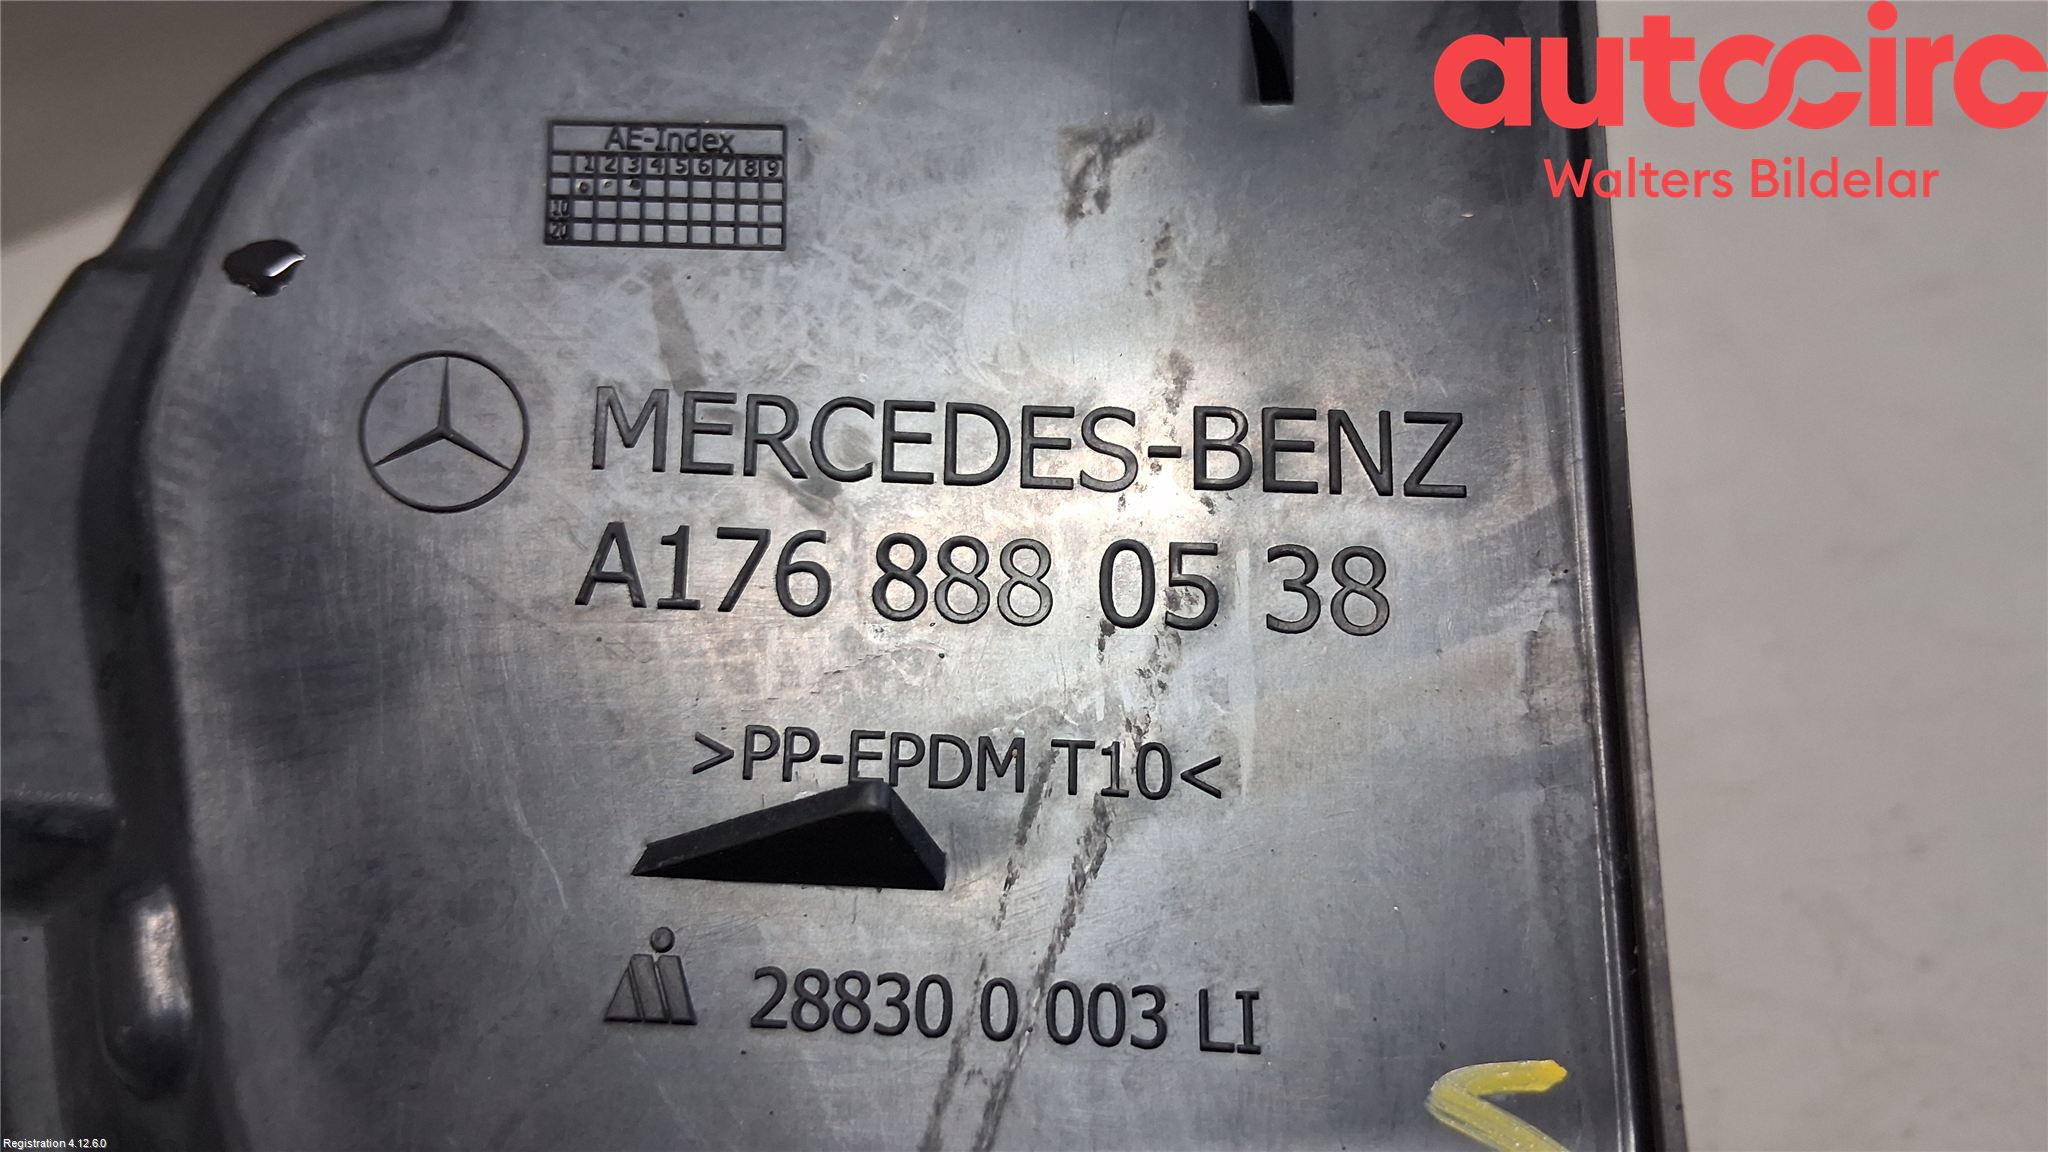 autocirc
Walters Bildelar
AE-Index
1 2 3 4 5 6 7 8 9
10
20
MERCEDES-BENZ
A176 888 05 38
>PP-EPDM T10<
28830 0 003 LI
Registration 4.12.6.0